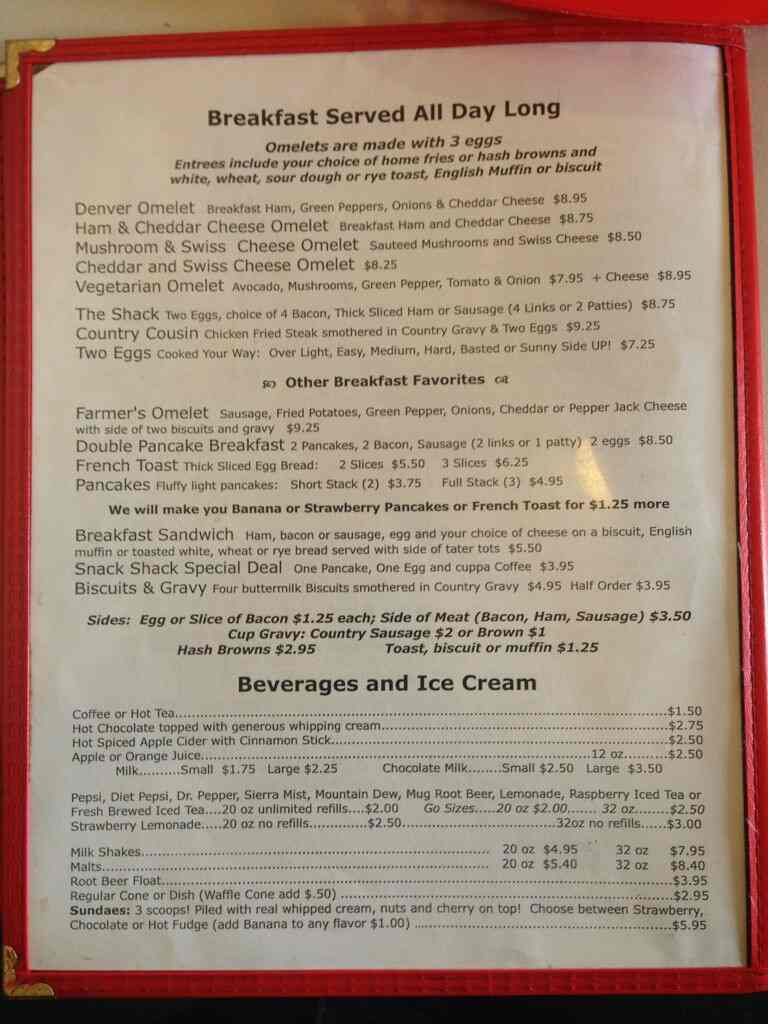 Breakfast Served All Day Long
Omelets are made with 3 eggs
Entrees include your choice of home fries or hash browns and
white, wheat, sour dough or rye toast, English Muffin or biscuit
Denver Omelet Breakfast Ham, Green Peppers, Onions & Cheddar Cheese $8.95
Ham & Cheddar Cheese Omelet Breakfast Ham and Cheddar Cheese $8.75
Mushroom & Swiss Cheese Omelet Sauteed Mushrooms and Swiss Cheese $8.50
Cheddar and Swiss Cheese Omelet $8.25
Vegetarian Omelet Avocado, Mushrooms, Green Pepper, Tomato & Onion $7.95 + Cheese $8.95
The Shack Two Eggs, choice of 4 Bacon, Thick Sliced Ham or Sausage (4 Links or 2 Patties) $8.75
Country Cousin Chicken Fried Steak smothered in Country Gravy & Two Eggs $9.25
Two Eggs Cooked Your Way: Over Light, Easy, Medium, Hard, Basted or Sunny Side UP! $7.25
Other Breakfast Favorites
Farmer's Omelet Sausage, Fried Potatoes, Green Pepper, Onions, Cheddar or Pepper Jack Cheese
with side of two biscuits and gravy $9.25
Double Pancake Breakfast 2 Pancakes, 2 Bacon, Sausage (2 links or 1 patty) 2 eggs $8.50
French Toast Thick Sliced Egg Bread: 2 Slices $5.50 3 Slices $6.25
Pancakes Fluffy light pancakes: Short Stack (2) $3.75 Full Stack (3) $4.95
We will make you Banana or Strawberry Pancakes or French Toast for $1.25 more
Breakfast Sandwich Ham, bacon or sausage, egg and your choice of cheese on a biscuit, English
muffin or toasted white, wheat or rye bread served with side of tater tots $5.50
Snack Shack Special Deal One Pancake, One Egg and cuppa Coffee $3.95
Biscuits & Gravy Four buttermilk Biscuits smothered in Country Gravy $4.95 Half Order $3.95
Sides: Egg or Slice of Bacon $1.25 each; Side of Meat (Bacon, Ham, Sausage) $3.50
Cup Gravy: Country Sausage $2 or Brown $1
Hash Browns $2.95 Toast, biscuit or muffin $1.25
Beverages and Ice Cream
Coffee or Hot Tea..........$1.50
Hot Chocolate topped with generous whipping cream..........$2.75
Hot Spiced Apple Cider with Cinnamon Stick..........$2.50
Apple or Orange Juice..........12 oz..........$2.50
Milk..........Small $1.75 Large $2.25 Chocolate Milk........Small $2.50 Large $3.50
Pepsi, Diet Pepsi, Dr. Pepper, Sierra Mist, Mountain Dew, Mug Root Beer, Lemonade, Raspberry Iced Tea or
Fresh Brewed Iced Tea....20 oz unlimited refills....$2.00 Go Sizes.....20 oz $2.00....... 32 oz.......$2.50
Strawberry Lemonade.....20 oz no refills............$2.50..........32oz no refills......$3.00
Milk Shakes.......... 20 oz $4.95 32 oz $7.95
Malts.......... 20 oz $5.40 32 oz $8.40
Root Beer Float..........$3.95
Regular Cone or Dish (Waffle Cone add $.50) ..........$2.95
Sundaes: 3 scoops! Piled with real whipped cream, nuts and cherry on top! Choose between Strawberry,
Chocolate or Hot Fudge (add Banana to any flavor $1.00) ..........$5.95